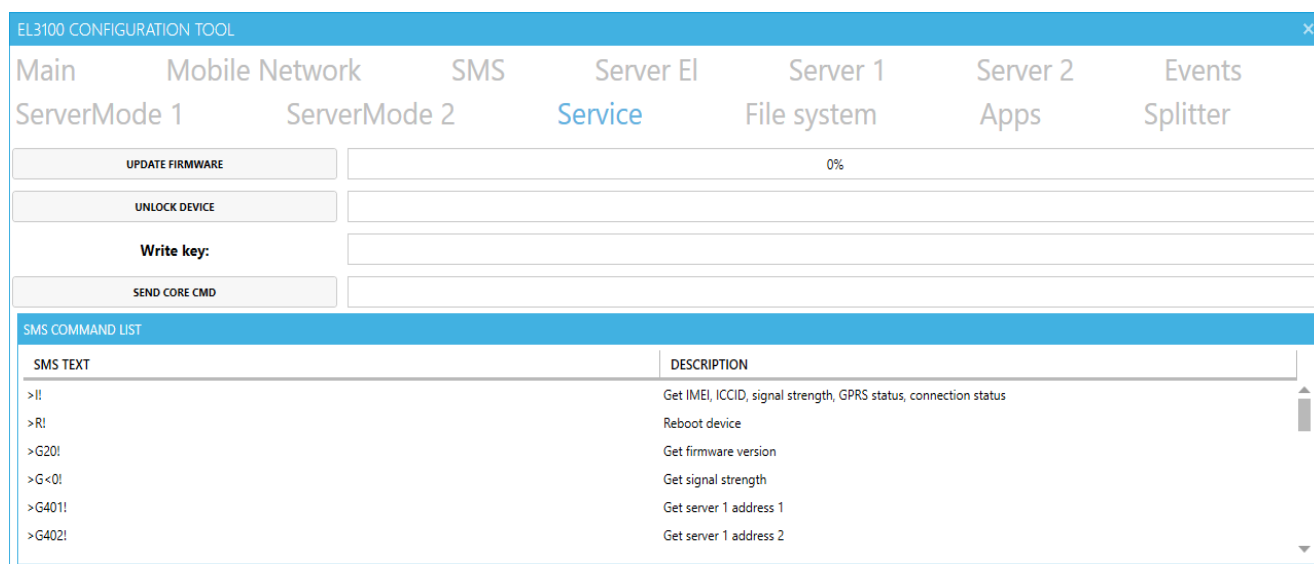 EL3100 CONFIGURATION TOOL
Main Mobile Network SMS Server El Server 1 Server 2 Events
ServerMode 1 ServerMode 2 Service File system Apps Splitter
UPDATE FIRMWARE 0%
UNLOCK DEVICE
Write key:
SEND CORE CMD
SMS COMMAND LIST
SMS TEXT DESCRIPTION
>I! Get IMEI, ICCID, signal strength, GPRS status, connection status
>R! Reboot device
>G20! Get firmware version
>G<0! Get signal strength
>G401! Get server 1 address 1
>G402! Get server 1 address 2